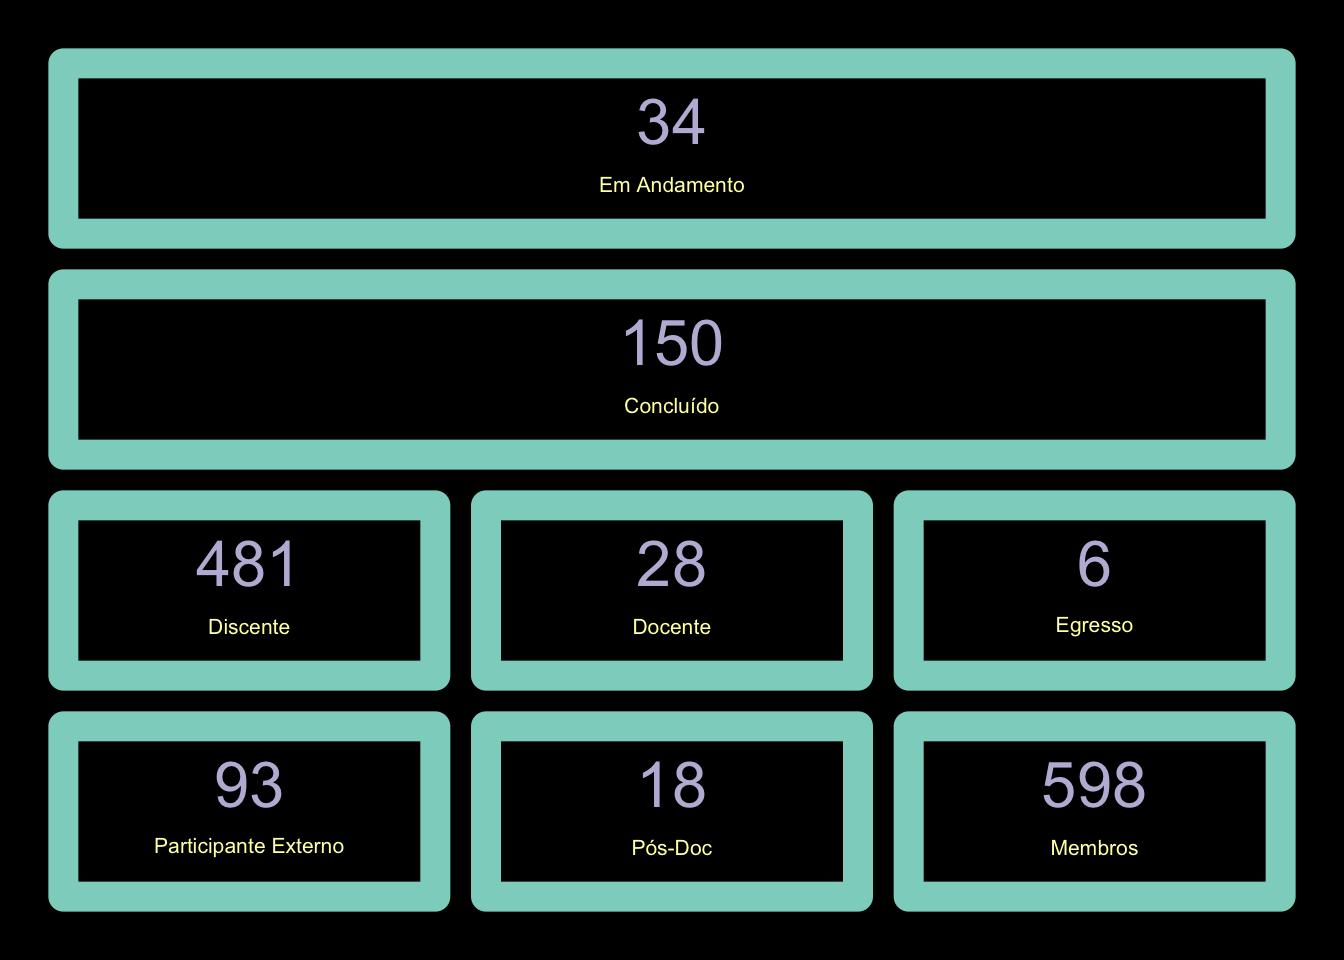 34
Em Andamento
150
Concluído
481
Discente
28
Docente
6
Egresso
93
Participante Externo
18
Pós-Doc
598
Membros